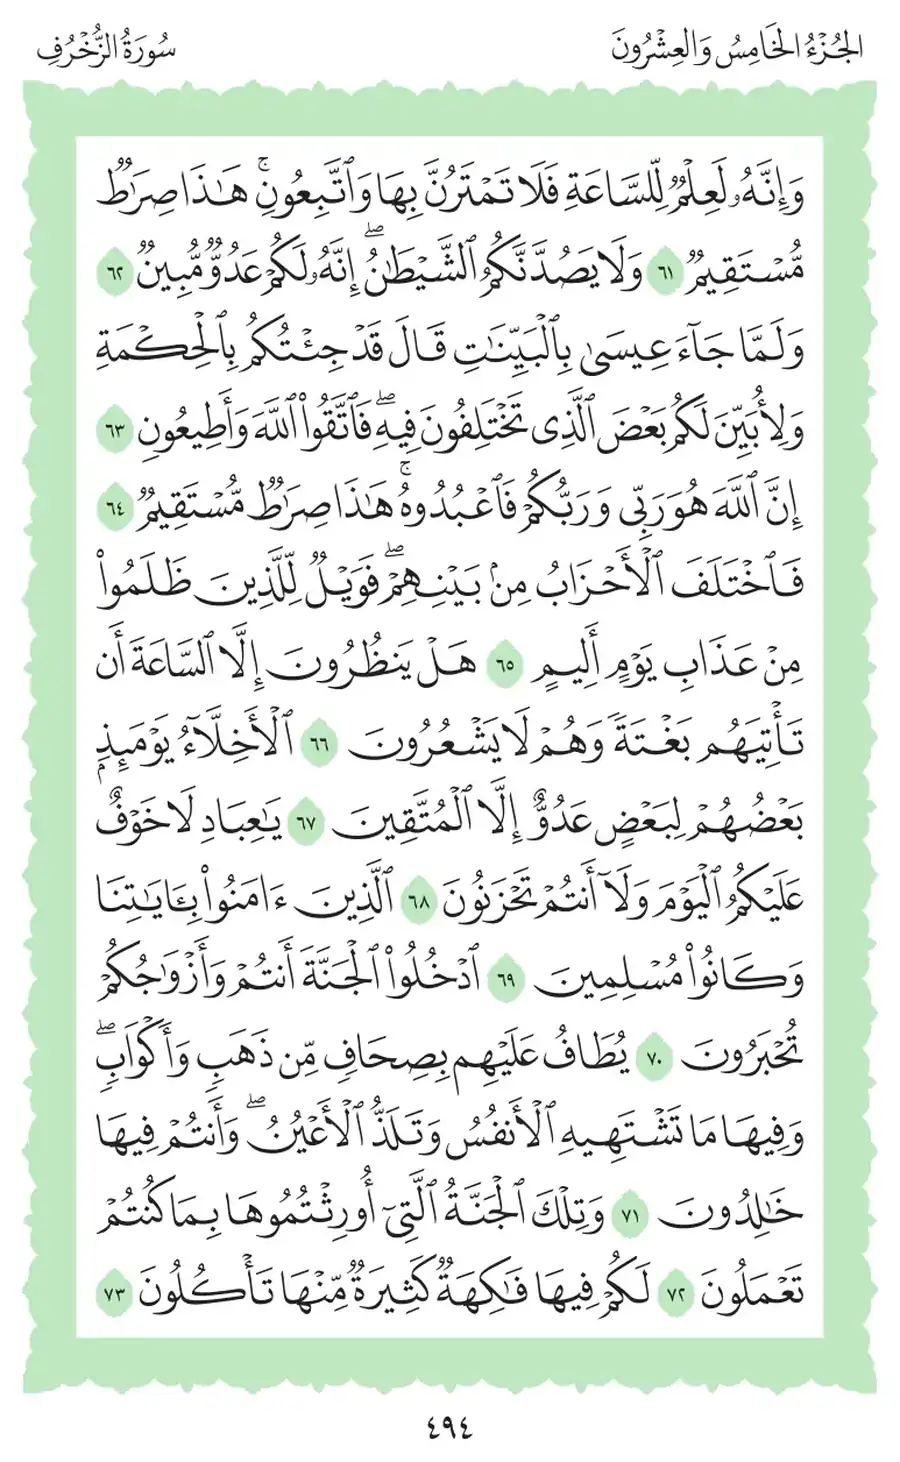 الجُزْءُ الخَامِسُ وَالعِشْرُونَ
سُورَةُ الزُّخْرُفِ
وَإِنَّهُۥ لَعِلْمٌ لِّلسَّاعَةِ فَلَا تَمْتَرُنَّ بِهَا وَٱتَّبِعُونِۚ هَٰذَا صِرَٰطٌ
مُّسْتَقِيمٌ ٦١ وَلَا يَصُدَّنَّكُمُ ٱلشَّيْطَٰنُۖ إِنَّهُۥ لَكُمْ عَدُوٌّ مُّبِينٌ ٦٢
وَلَمَّا جَآءَ عِيسَىٰ بِٱلْبَيِّنَٰتِ قَالَ قَدْ جِئْتُكُم بِٱلْحِكْمَةِ
وَلِأُبَيِّنَ لَكُم بَعْضَ ٱلَّذِى تَخْتَلِفُونَ فِيهِۖ فَٱتَّقُوا۟ ٱللَّهَ وَأَطِيعُونِ ٦٣
إِنَّ ٱللَّهَ هُوَ رَبِّى وَرَبُّكُمْ فَٱعْبُدُوهُۚ هَٰذَا صِرَٰطٌ مُّسْتَقِيمٌ ٦٤
فَٱخْتَلَفَ ٱلْأَحْزَابُ مِنۢ بَيْنِهِمْۖ فَوَيْلٌ لِّلَّذِينَ ظَلَمُوا۟
مِنْ عَذَابِ يَوْمٍ أَلِيمٍ ٦٥ هَلْ يَنظُرُونَ إِلَّا ٱلسَّاعَةَ أَن
تَأْتِيَهُم بَغْتَةً وَهُمْ لَا يَشْعُرُونَ ٦٦ ٱلْأَخِلَّآءُ يَوْمَئِذٍۭ
بَعْضُهُمْ لِبَعْضٍ عَدُوٌّ إِلَّا ٱلْمُتَّقِينَ ٦٧ يَٰعِبَادِ لَا خَوْفٌ
عَلَيْكُمُ ٱلْيَوْمَ وَلَآ أَنتُمْ تَحْزَنُونَ ٦٨ ٱلَّذِينَ ءَامَنُوا۟ بِـَٔايَٰتِنَا
وَكَانُوا۟ مُسْلِمِينَ ٦٩ ٱدْخُلُوا۟ ٱلْجَنَّةَ أَنتُمْ وَأَزْوَٰجُكُمْ
تُحْبَرُونَ ٧٠ يُطَافُ عَلَيْهِم بِصِحَافٍ مِّن ذَهَبٍ وَأَكْوَابٍۖ
وَفِيهَا مَا تَشْتَهِيهِ ٱلْأَنفُسُ وَتَلَذُّ ٱلْأَعْيُنُۖ وَأَنتُمْ فِيهَا
خَٰلِدُونَ ٧١ وَتِلْكَ ٱلْجَنَّةُ ٱلَّتِىٓ أُورِثْتُمُوهَا بِمَا كُنتُمْ
تَعْمَلُونَ ٧٢ لَكُمْ فِيهَا فَٰكِهَةٌ كَثِيرَةٌ مِّنْهَا تَأْكُلُونَ ٧٣
٤٩٤